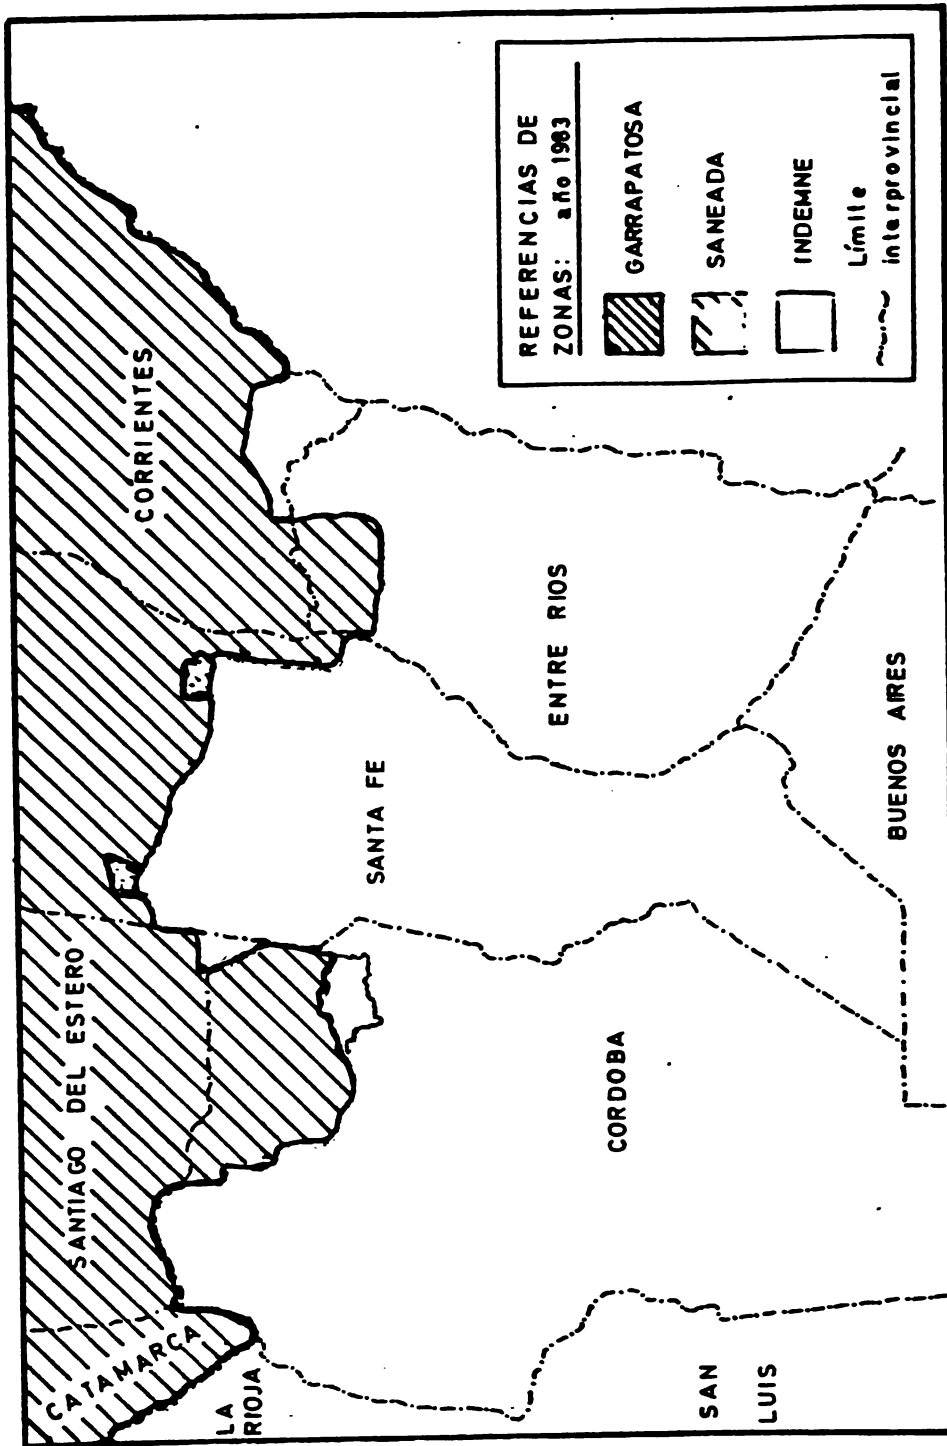 REFERENCIAS DE
ZONAS: año 1983
GARRAPATOSA
SANEADA
INDEMNE
Límite
interprovincial
CORRIENTES
SANTIAGO DEL ESTERO
CATAMARCA
LA
RIOJA
SANTA FE
ENTRE RIOS
CORDOBA
BUENOS AIRES
SAN
LUIS